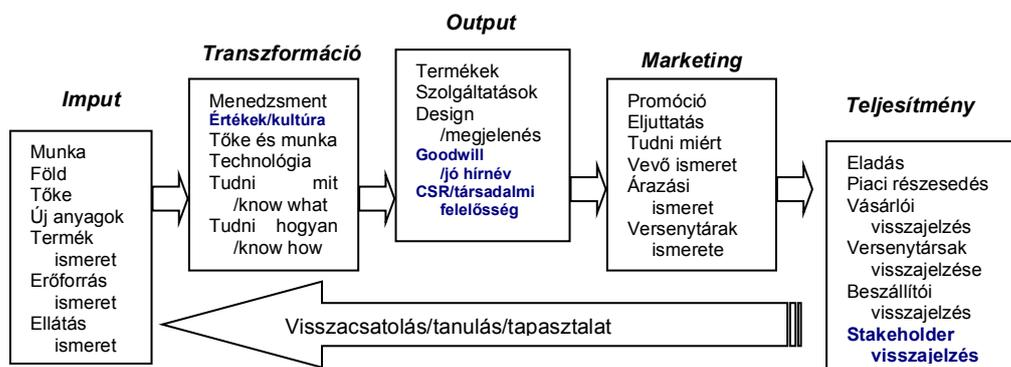 Imput
Munka
Föld
Tőke
Új anyagok
Termék
ismeret
Erőforrás
ismeret
Ellátás
ismeret
Transzformáció
Menedzsment
Értékek/kultúra
Tőke és munka
Technológia
Tudni mit
/know what
Tudni hogyan
/know how
Output
Termékek
Szolgáltatások
Design
/megjelenés
Goodwill
/jó hírnév
CSR/társadalmi
felelősség
Marketing
Promóció
Eljuttatás
Tudni miért
Vevő ismeret
Árazási
ismeret
Versenytárak
ismerete
Teljesítmény
Eladás
Piaci részesedés
Vásárlói
visszajelzés
Versenytársak
visszajelzése
Beszállítói
visszajelzés
Stakeholder
visszajelzés
Visszacsatolás/tanulás/tapasztalat